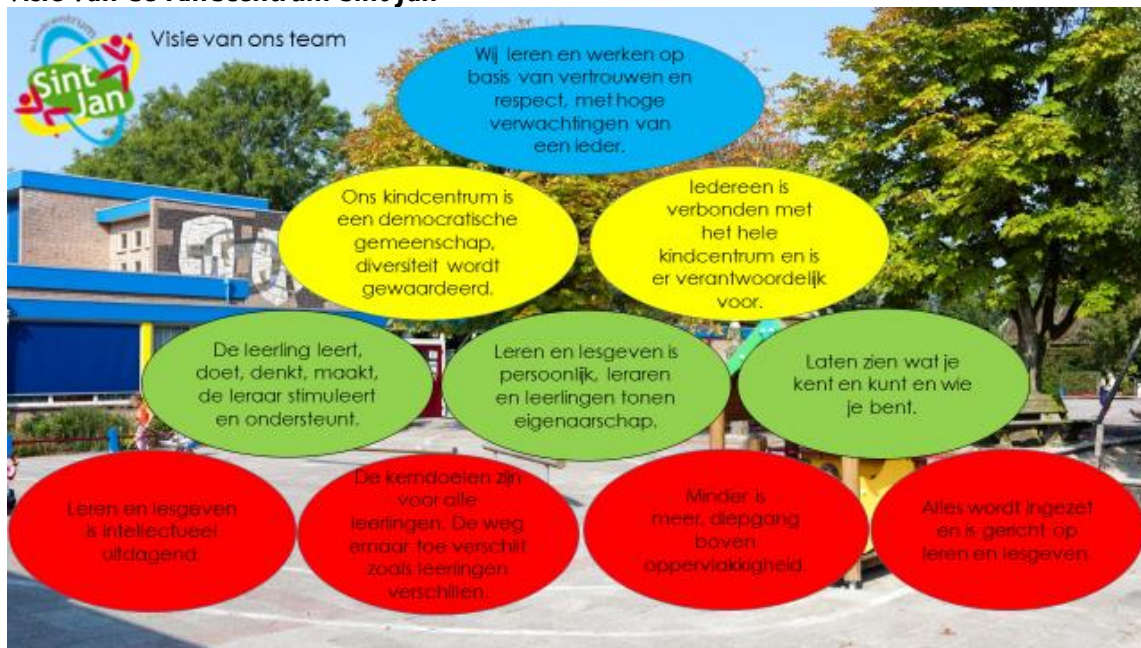 Visie van ons team
kindcentrum
Sint
Jan
Wij leren en werken op
basis van vertrouwen en
respect, met hoge
verwachtingen van
een ieder.
Ons kindcentrum is
een democratische
gemeenschap,
diversiteit wordt
gewaardeerd.
Iedereen is
verbonden met
het hele
kindcentrum en is
er verantwoordelijk
voor.
De leerling leert,
doet, denkt, maakt,
de leraar stimuleert
en ondersteunt.
Leren en lesgeven is
persoonlijk, leraren
en leerlingen tonen
eigenaarschap.
Laten zien wat je
kent en kunt en wie
je bent.
Leren en lesgeven
is intellectueel
uitdagend.
De kerndoelen zijn
voor alle
leerlingen. De weg
ernaar toe verschilt
zoals leerlingen
verschillen.
Minder is
meer, diepgang
boven
oppervlakkigheid.
Alles wordt ingezet
en is gericht op
leren en lesgeven.